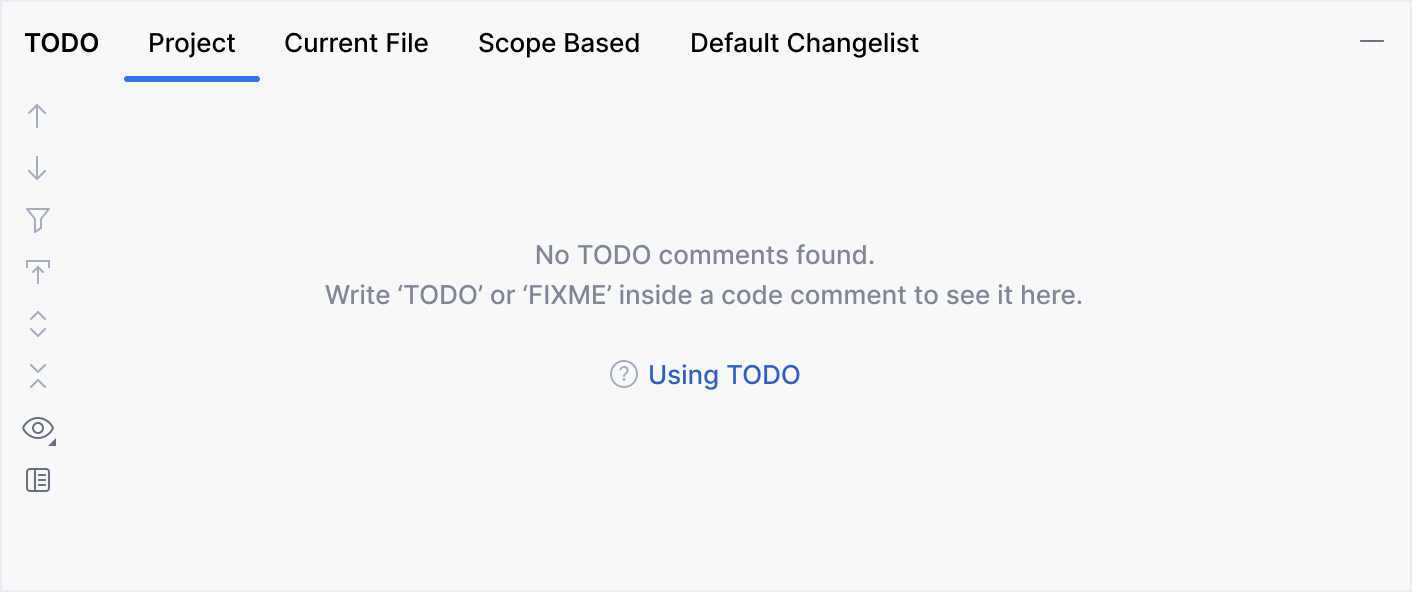 TODO Project Current File Scope Based Default Changelist
No TODO comments found.
Write ‘TODO’ or ‘FIXME’ inside a code comment to see it here.
? Using TODO